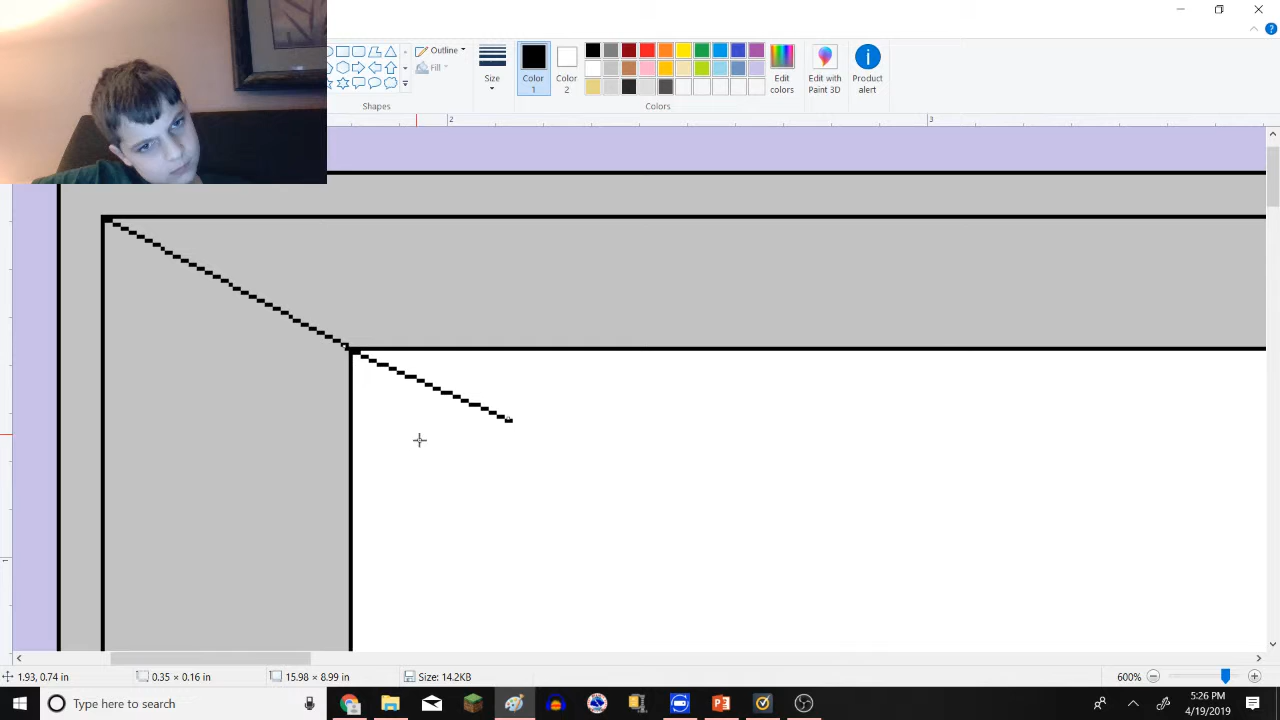 Outline
Fill
Size
Color
1
Color
2
Edit
colors
Edit with
Paint 3D
Product
alert
Shapes
Colors
2
3
1.93, 0.74 in
0.35 × 0.16 in
15.98 × 8.99 in
Size: 14.2KB
600%
Type here to search
5:26 PM
4/19/2019